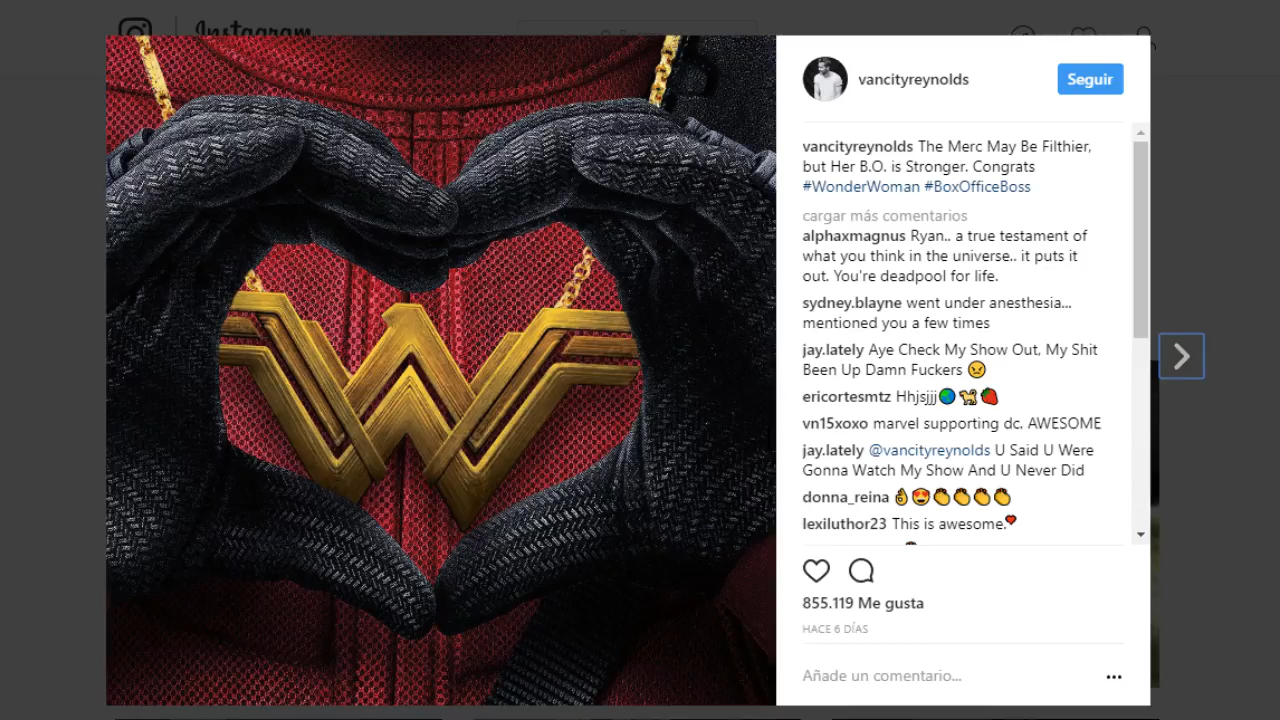 Instagram
vancityreynolds
Seguir
vancityreynolds The Merc May Be Filthier,
but Her B.O. is Stronger. Congrats
#WonderWoman #BoxOfficeBoss
cargar más comentarios
alphaxmagnus Ryan.. a true testament of
what you think in the universe.. it puts it
out. You're deadpool for life.
sydney.blayne went under anesthesia...
mentioned you a few times
jay.lately Aye Check My Show Out, My Shit
Been Up Damn Fuckers 😠
ericortesmtz Hhjsjjj🌏🐕🍓
vn15xoxo marvel supporting dc. AWESOME
jay.lately @vancityreynolds U Said U Were
Gonna Watch My Show And U Never Did
donna_reina 👌😍👏👏👏👏
lexiluthor23 This is awesome.❤
855.119 Me gusta
HACE 6 DÍAS
Añade un comentario...